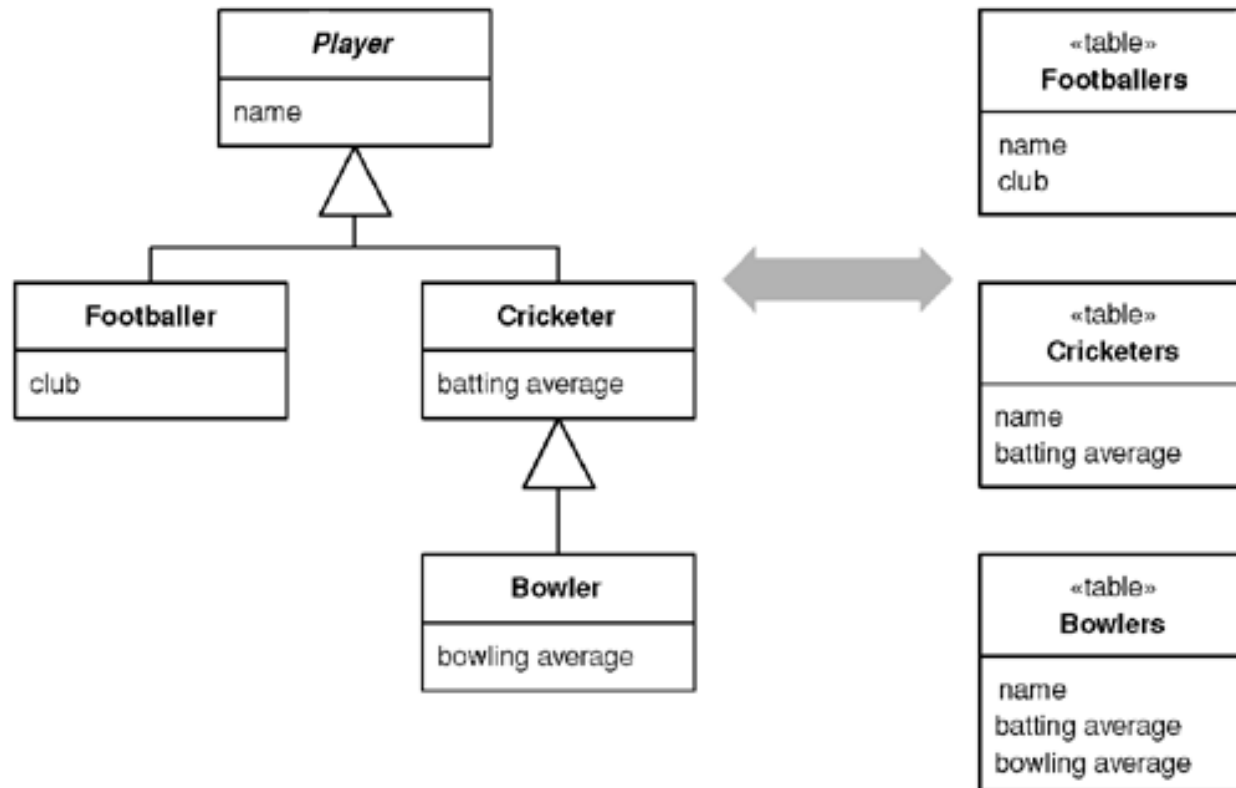 Player
name
Footballer
club
Cricketer
batting average
Bowler
bowling average
«table»
Footballers
name
club
«table»
Cricketers
name
batting average
«table»
Bowlers
name
batting average
bowling average